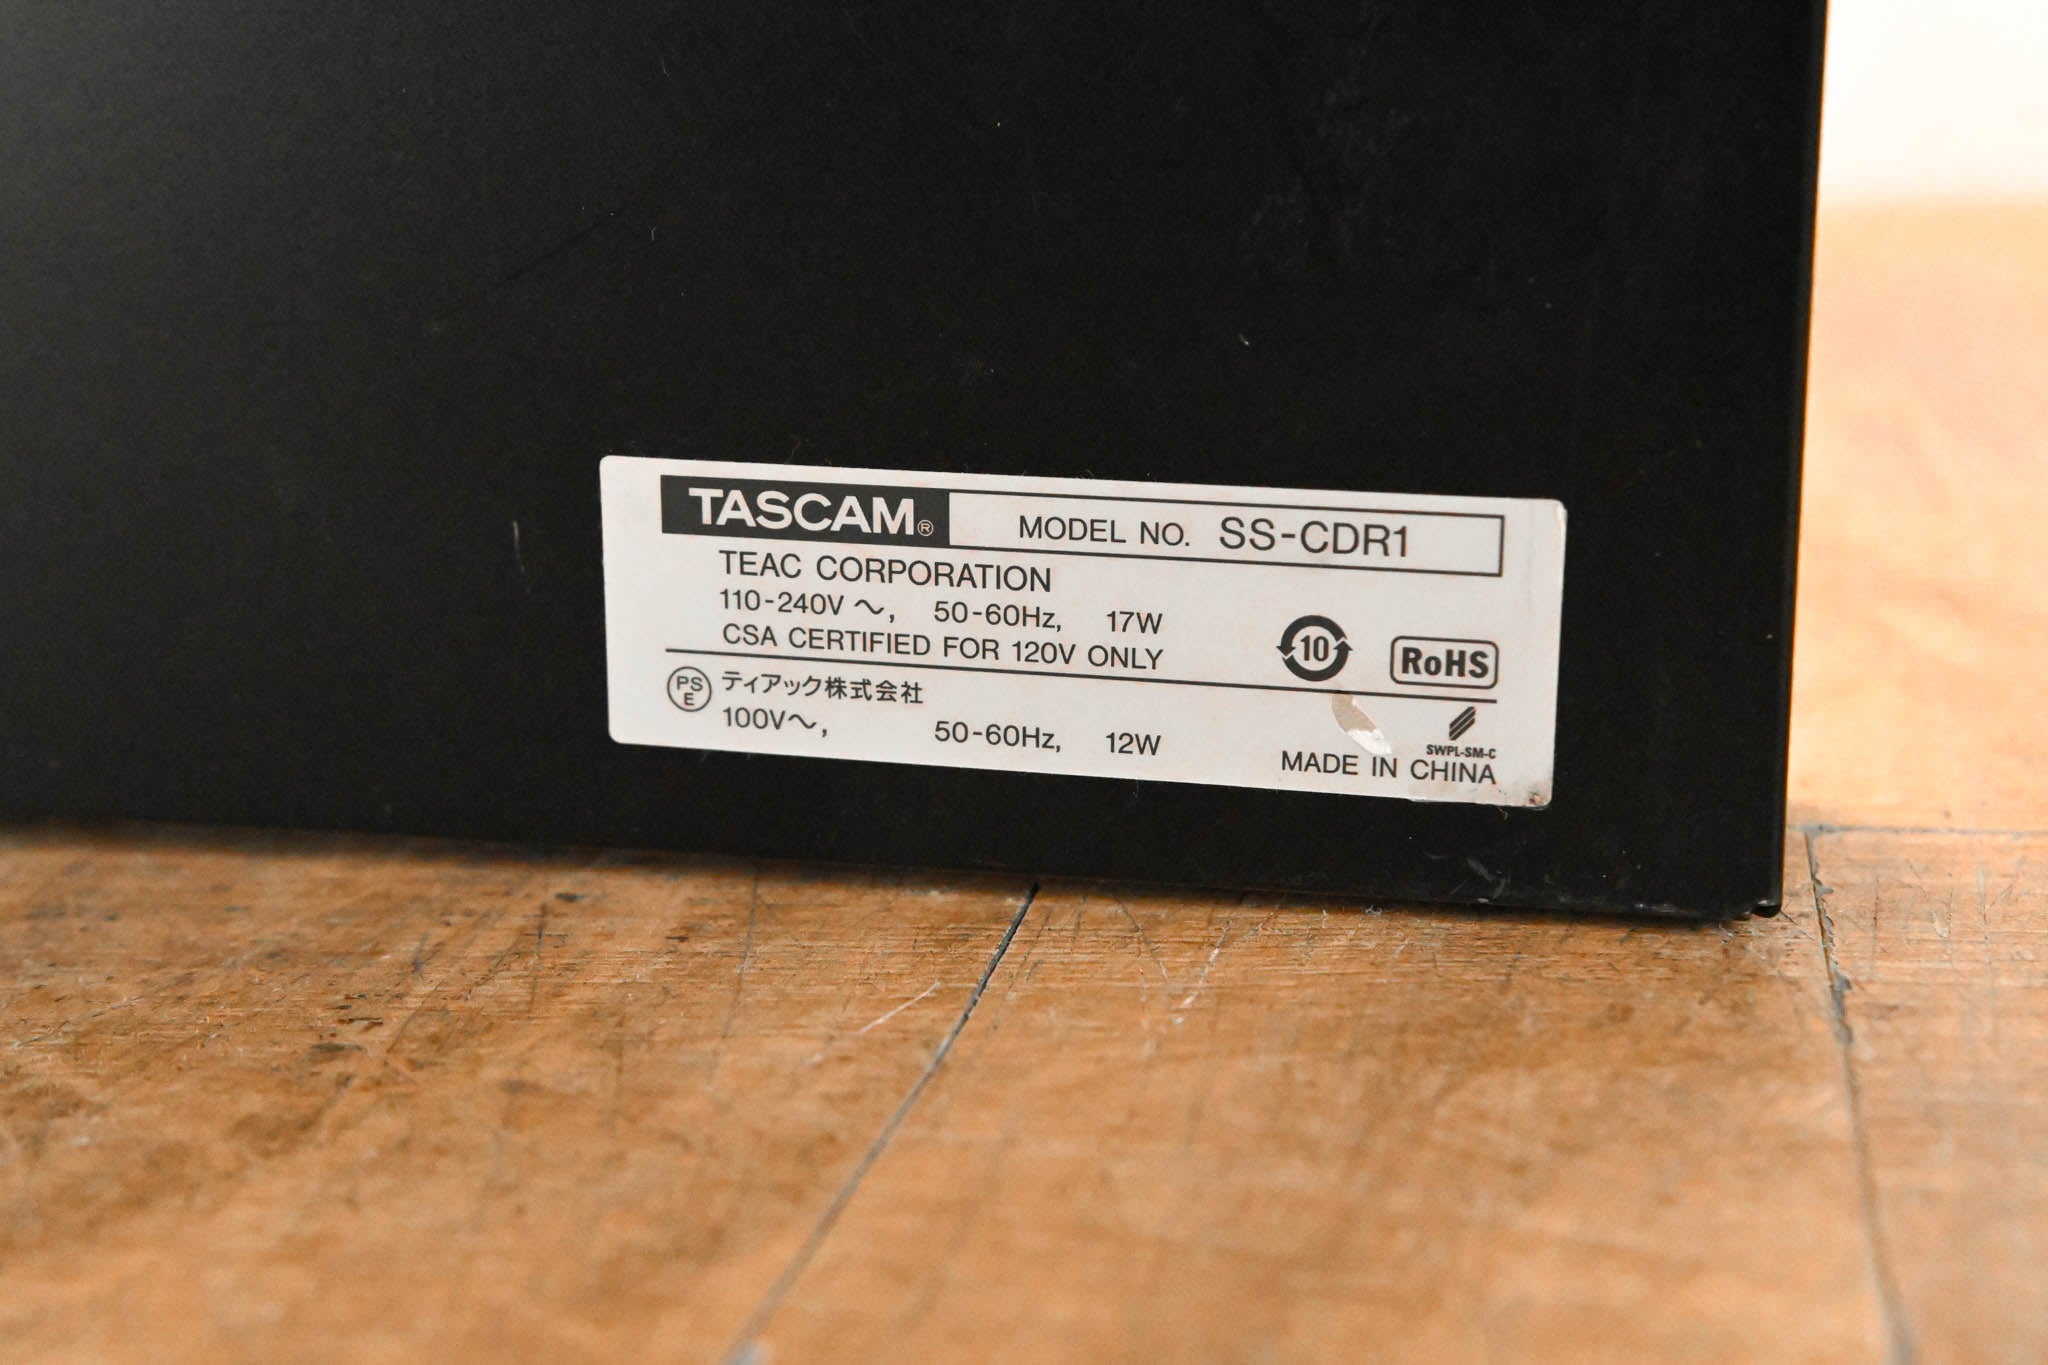 TASCAM® MODEL NO. SS-CDR1
TEAC CORPORATION
110-240V ～, 50-60Hz, 17W
CSA CERTIFIED FOR 120V ONLY
10 RoHS
PSE ティアック株式会社
100V～, 50-60Hz, 12W
SWPL-SM-C
MADE IN CHINA